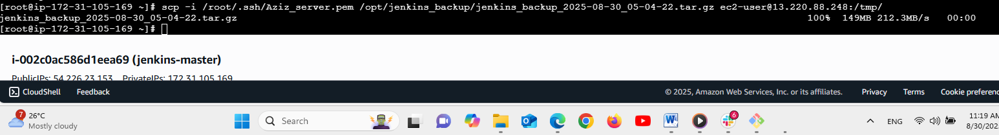 [root@ip-172-31-105-169 ~]# scp -i /root/.ssh/Aziz_server.pem /opt/jenkins_backup/jenkins_backup_2025-08-30_05-04-22.tar.gz ec2-user@13.220.88.248:/tmp/
jenkins_backup_2025-08-30_05-04-22.tar.gz 100% 149MB 212.3MB/s 00:00
[root@ip-172-31-105-169 ~]#
i-002c0ac586d1eea69 (jenkins-master)
PublicIPs: 54.226.23.153 PrivateIPs: 172.31.105.169
CloudShell Feedback © 2025, Amazon Web Services, Inc. or its affiliates. Privacy Terms Cookie preferenc
7 26°C Mostly cloudy
Search
6
ENG
11:19 AM
8/30/202